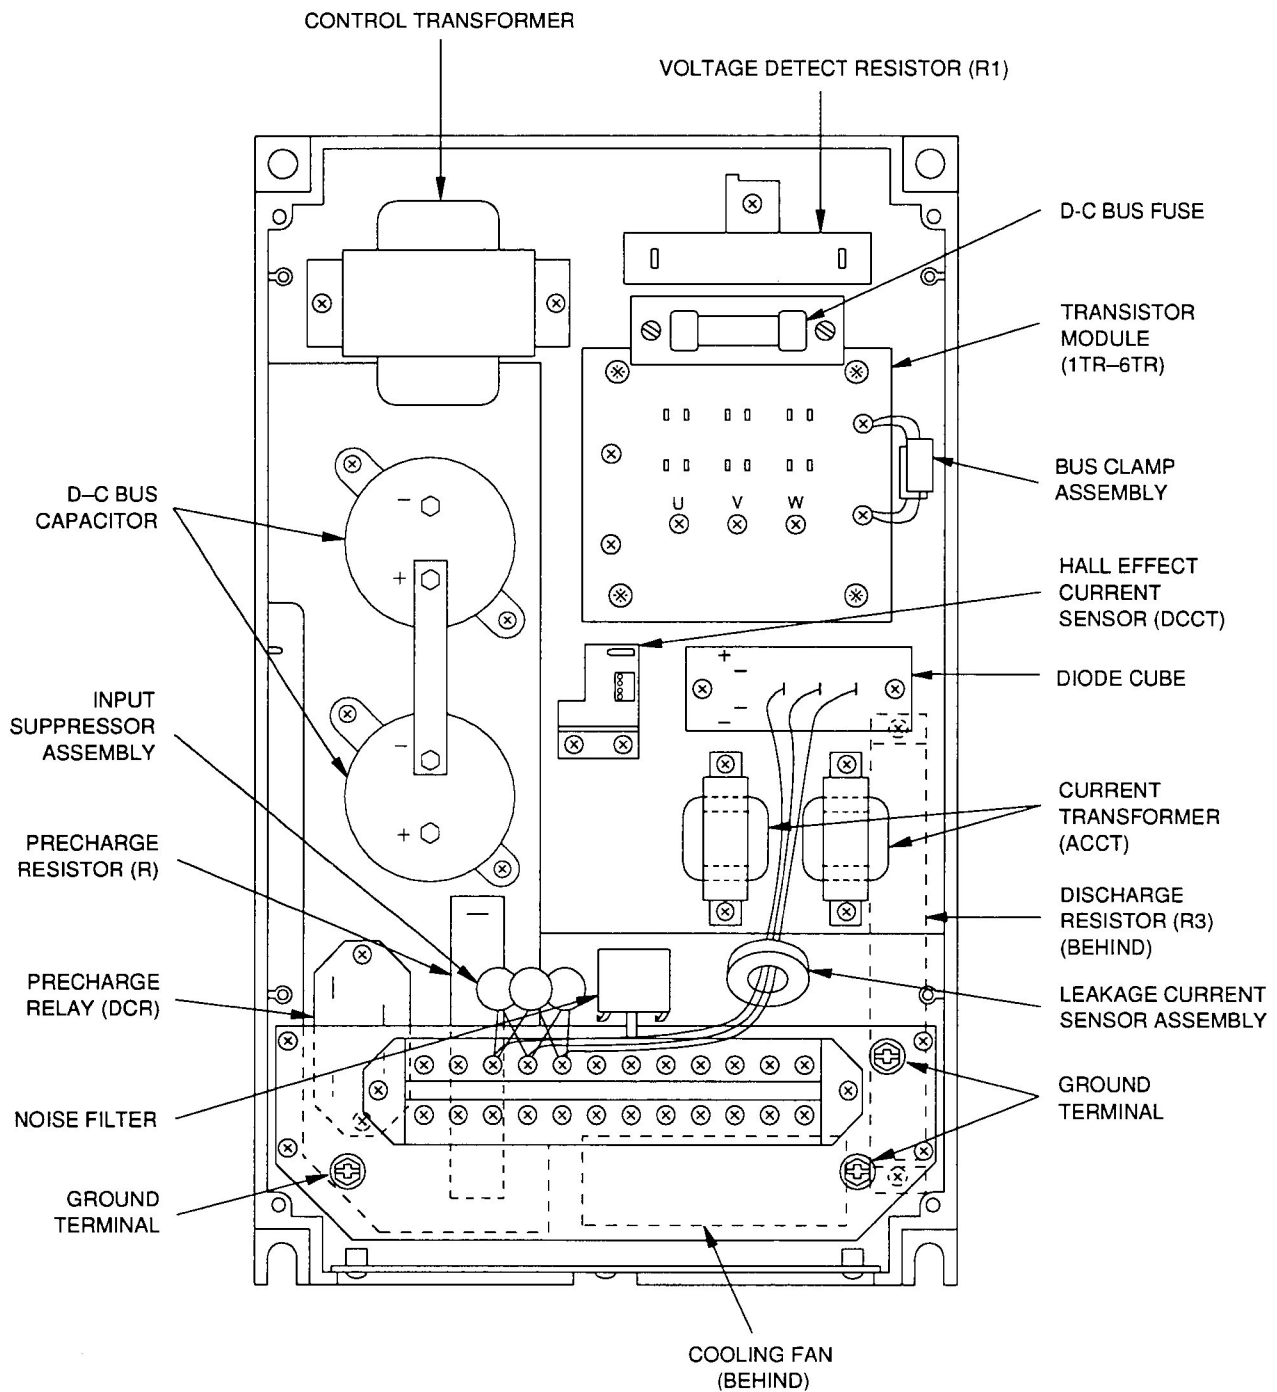 CONTROL TRANSFORMER
VOLTAGE DETECT RESISTOR (R1)
D-C BUS FUSE
TRANSISTOR
MODULE
(1TR–6TR)
BUS CLAMP
ASSEMBLY
U V W
D–C BUS
CAPACITOR
−
+
−
+
HALL EFFECT
CURRENT
SENSOR (DCCT)
DIODE CUBE
+
−
−
−
INPUT
SUPPRESSOR
ASSEMBLY
CURRENT
TRANSFORMER
(ACCT)
PRECHARGE
RESISTOR (R)
DISCHARGE
RESISTOR (R3)
(BEHIND)
PRECHARGE
RELAY (DCR)
LEAKAGE CURRENT
SENSOR ASSEMBLY
NOISE FILTER
GROUND
TERMINAL
GROUND
TERMINAL
COOLING FAN
(BEHIND)